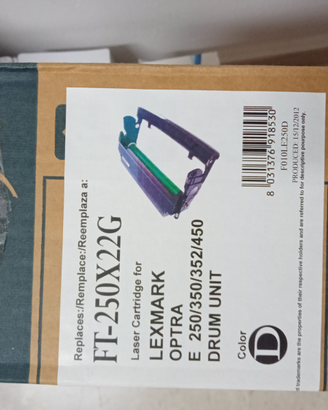 Replaces:/Remplace:/Reemplaza a:
FT-250X22G
Laser Cartridge for
LEXMARK
OPTRA
E 250/350/352/450
DRUM UNIT
Color
D
8 031376 918530
F010LE250D
PRODUCED: 15/12/2012
trademarks are the properties of their respective holders and are referred to for descriptive pourpose only.